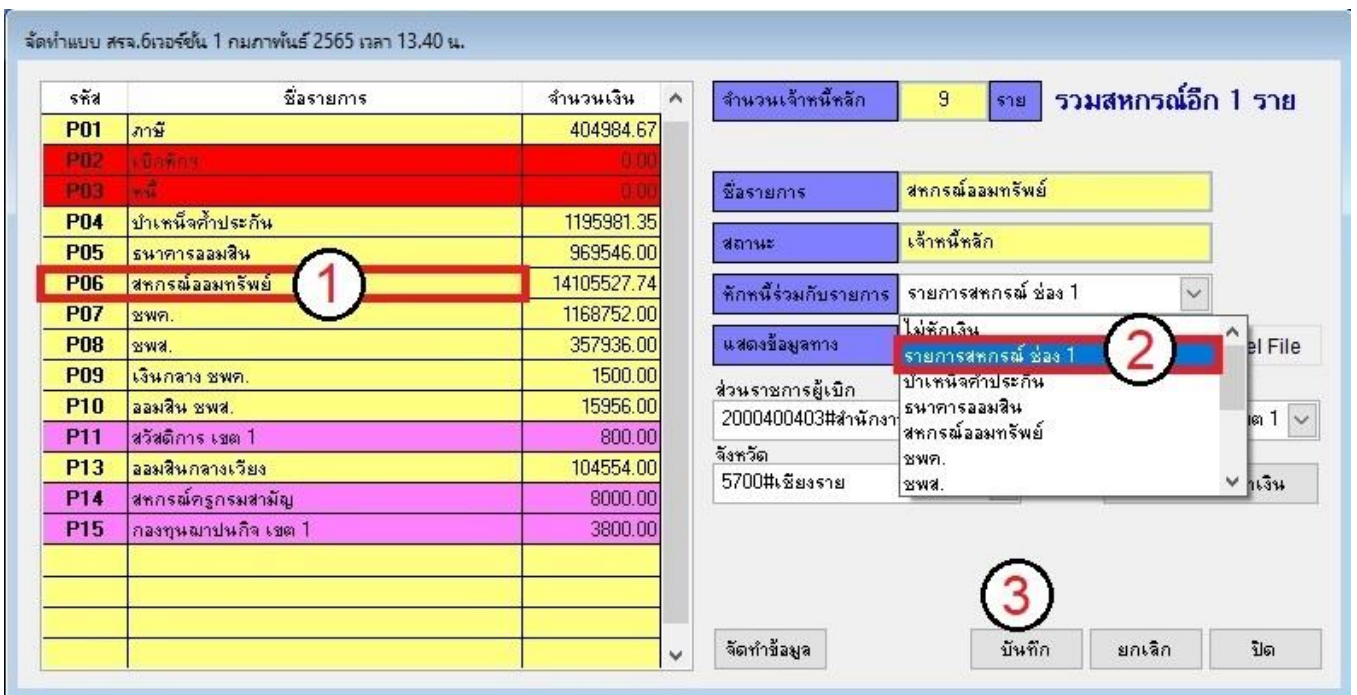 จัดทำแบบ สรจ.6เวอร์ชั่น 1 กุมภาพันธ์ 2565 เวลา 13.40 น.
รหัส ชื่อรายการ จำนวนเงิน
P01 ภาษี 404984.67
P02 เบิกหักฯ 0.00
P03 หนี้ 0.00
P04 บำเหน็จค้ำประกัน 1195981.35
P05 ธนาคารออมสิน 969546.00
P06 สหกรณ์ออมทรัพย์ 14105527.74
P07 ชพค. 1168752.00
P08 ชพส. 357936.00
P09 เงินกลาง ชพค. 1500.00
P10 ออมสิน ชพส. 15956.00
P11 สวัสดิการ เขต 1 800.00
P13 ออมสินกลางเวียง 104554.00
P14 สหกรณ์ครูกรมสามัญ 8000.00
P15 กองทุนฌาปนกิจ เขต 1 3800.00
1
จำนวนเจ้าหนี้หลัก 9 ราย รวมสหกรณ์อีก 1 ราย
ชื่อรายการ สหกรณ์ออมทรัพย์
สถานะ เจ้าหนี้หลัก
หักหนี้ร่วมกับรายการ รายการสหกรณ์ ช่อง 1
ไม่หักเงิน
รายการสหกรณ์ ช่อง 1
2
บำเหน็จค้ำประกัน
ธนาคารออมสิน
สหกรณ์ออมทรัพย์
ชพค.
ชพส.
แสดงข้อมูลทาง el File
ส่วนราชการผู้เบิก
2000400403#สำนักงา ขต 1
จังหวัด
5700#เชียงราย าเงิน
3
จัดทำข้อมูล บันทึก ยกเลิก ปิด